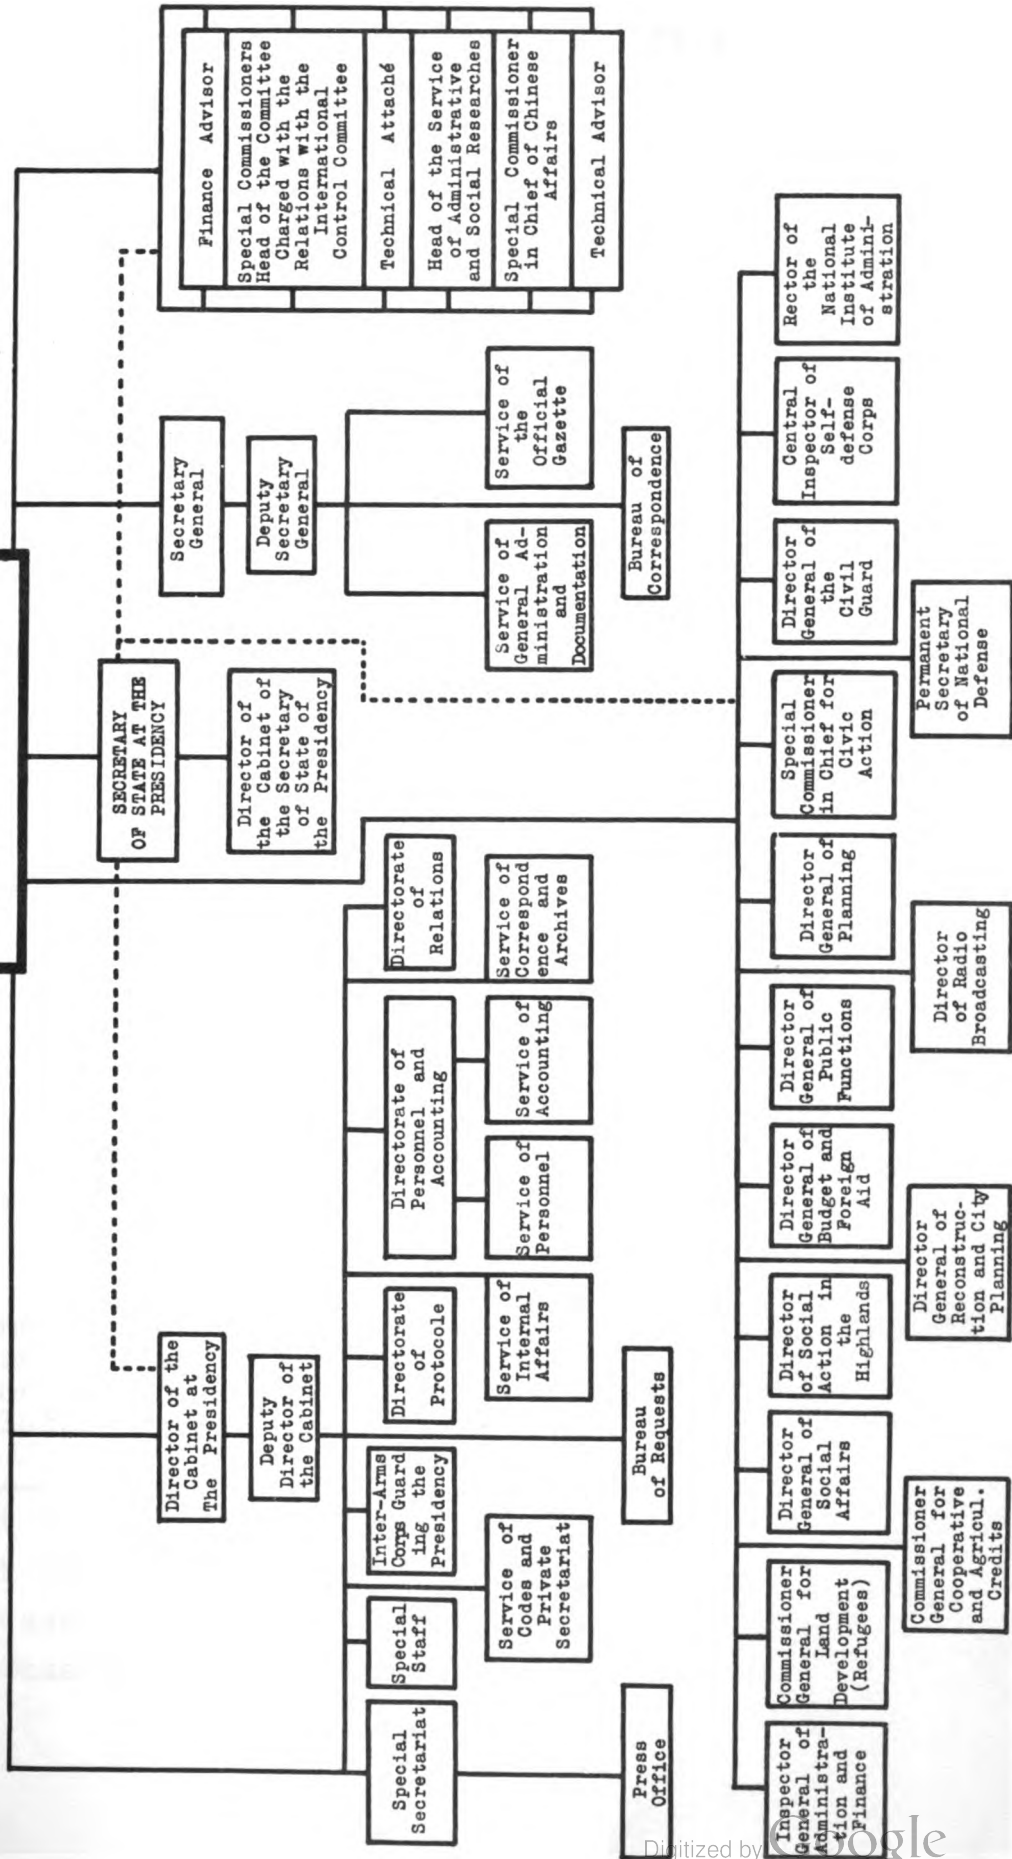 SECRETARY
OF STATE AT THE
PRESIDENCY
Director of
the Cabinet of
the Secretary
of State of
the Presidency
Director of the
Cabinet at
The Presidency
Deputy
Director of
the Cabinet
Secretary
General
Deputy
Secretary
General
Finance Advisor
Special Commissioners
Head of the Committee
Charged with the
Relations with the
International
Control Committee
Technical Attaché
Head of the Service
of Administrative
and Social Researches
Special Commissioner
in Chief of Chinese
Affairs
Technical Advisor
Special
Secretariat
Special
Staff
Inter-Arms
Corps Guard
ing the
Presidency
Directorate
of
Protocole
Directorate of
Personnel and
Accounting
Directorate
of
Relations
Service of
Codes and
Private
Secretariat
Service of
Internal
Affairs
Service of
Personnel
Service of
Accounting
Service of
Correspond
ence and
Archives
Service of
General Ad-
ministration
and
Documentation
Service of
the
Official
Gazette
Press
Office
Bureau
of Requests
Bureau of
Correspondence
Inspector
General of
Administra-
tion and
Finance
Commissioner
General for
Land
Development
(Refugees)
Director
General of
Social
Affairs
Director
of Social
Action in
the
Highlands
Director
General of
Budget and
Foreign
Aid
Director
General of
Public
Functions
Director
General of
Planning
Special
Commissioner
in Chief for
Civic
Action
Director
General of
the
Civil
Guard
Central
Inspector of
Self-
defense
Corps
Rector of
the
National
Institute
of Admini-
stration
Commissioner
General for
Cooperative
and Agricul.
Credits
Director
General of
Reconstruc-
tion and City
Planning
Director
of Radio
Broadcasting
Permanent
Secretary
of National
Defense
Digitized by Google